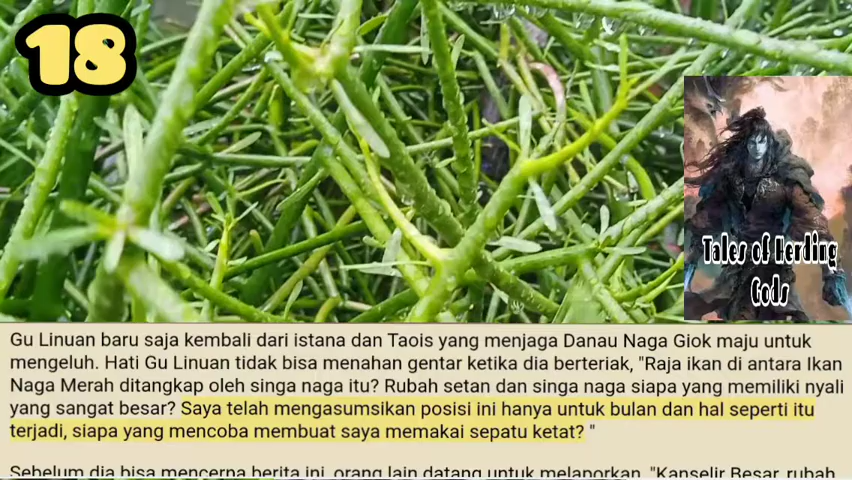 18
Tales of Herding
Gods
Gu Linuan baru saja kembali dari istana dan Taois yang menjaga Danau Naga Giok maju untuk
mengeluh. Hati Gu Linuan tidak bisa menahan gentar ketika dia berteriak, "Raja ikan di antara Ikan
Naga Merah ditangkap oleh singa naga itu? Rubah setan dan singa naga siapa yang memiliki nyali
yang sangat besar? Saya telah mengasumsikan posisi ini hanya untuk bulan dan hal seperti itu
terjadi, siapa yang mencoba membuat saya memakai sepatu ketat? "
Sebelum dia bisa mencerna berita ini, orang lain datang untuk melaporkan, "Kanselir Besar, rubah